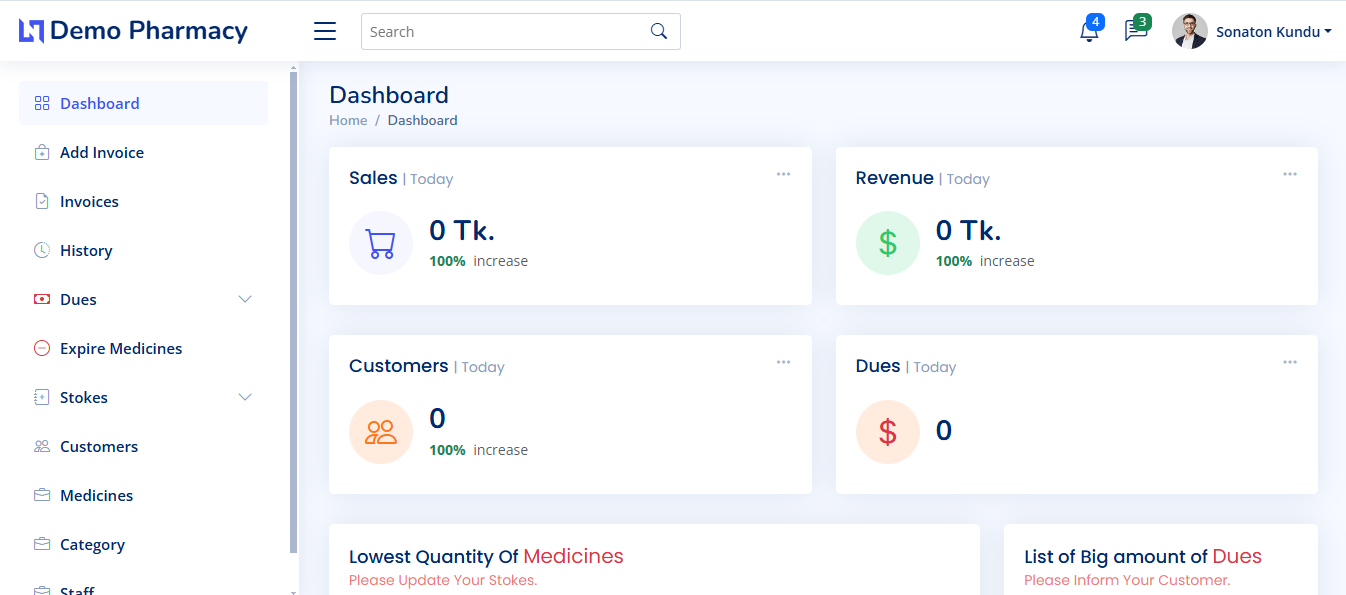 Demo Pharmacy
Search
4
3
Sonaton Kundu
Dashboard
Add Invoice
Invoices
History
Dues
Expire Medicines
Stokes
Customers
Medicines
Category
Staff
Dashboard
Home / Dashboard
Sales | Today
0 Tk.
100% increase
Revenue | Today
$
0 Tk.
100% increase
Customers | Today
0
100% increase
Dues | Today
$
0
Lowest Quantity Of Medicines
Please Update Your Stokes.
List of Big amount of Dues
Please Inform Your Customer.